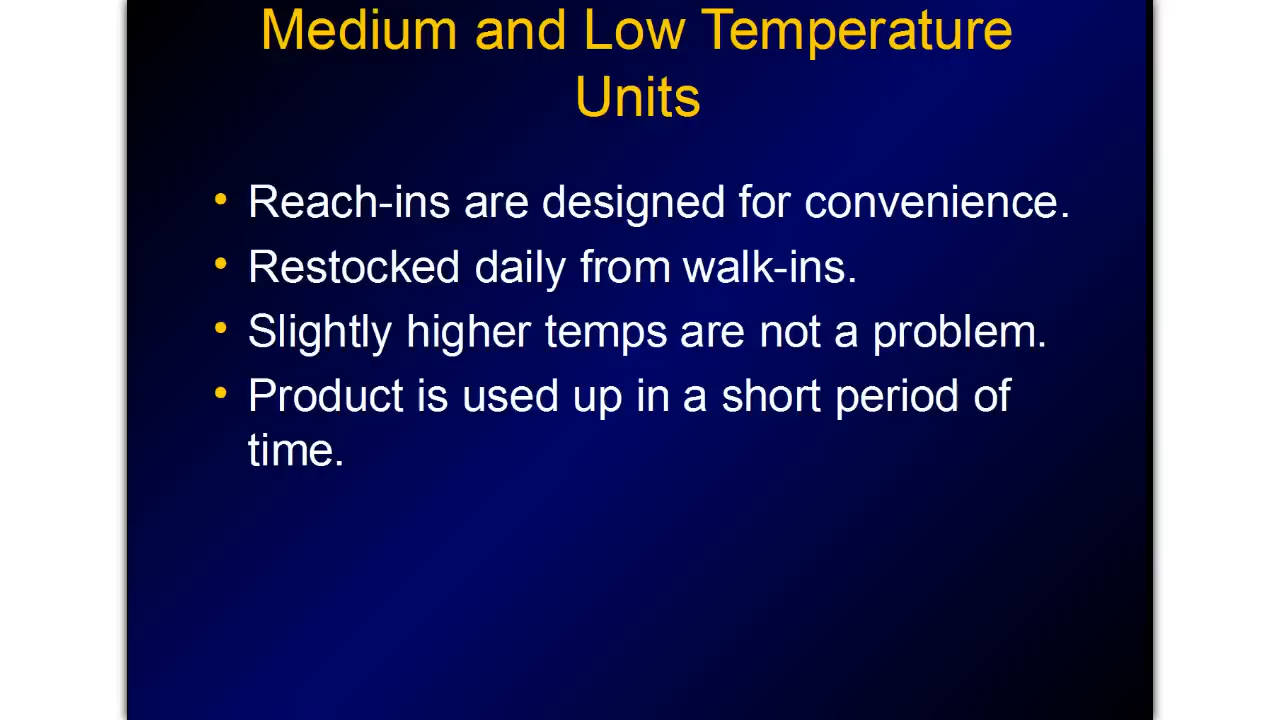 Medium and Low Temperature
Units
• Reach-ins are designed for convenience.
• Restocked daily from walk-ins.
• Slightly higher temps are not a problem.
• Product is used up in a short period of
time.